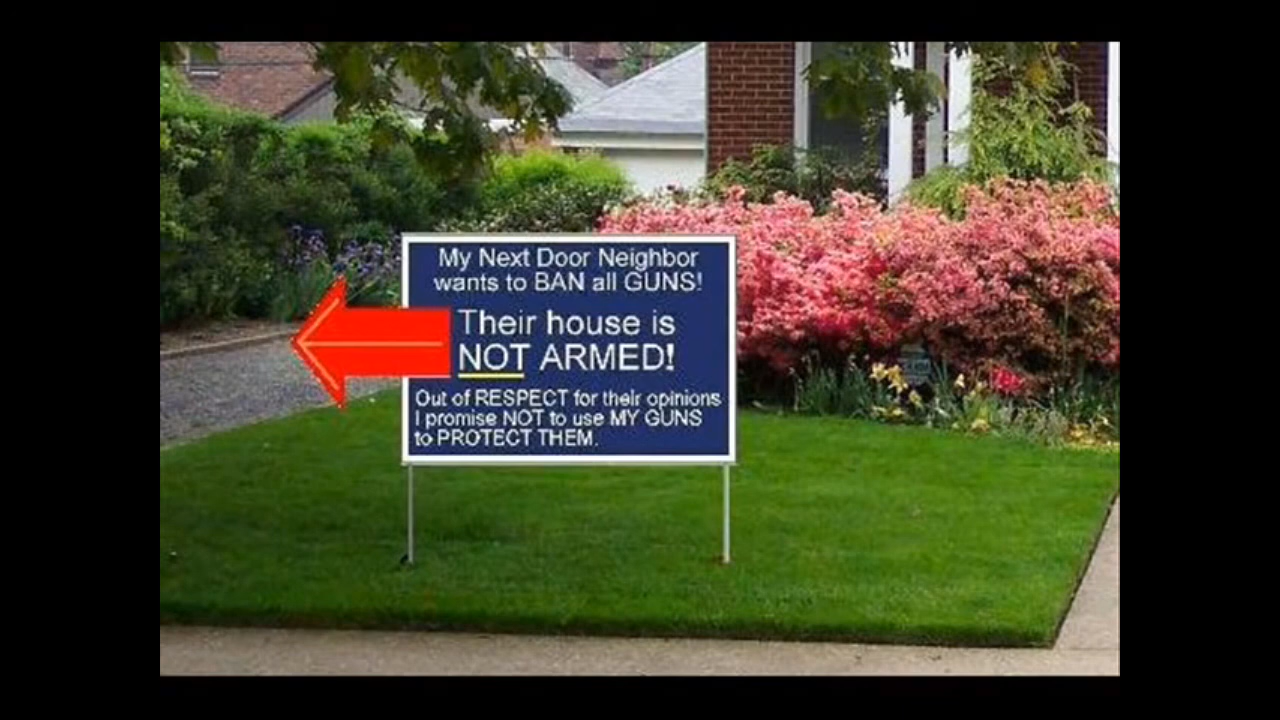 My Next Door Neighbor
wants to BAN all GUNS!
Their house is
NOT ARMED!
Out of RESPECT for their opinions
I promise NOT to use MY GUNS
to PROTECT THEM.